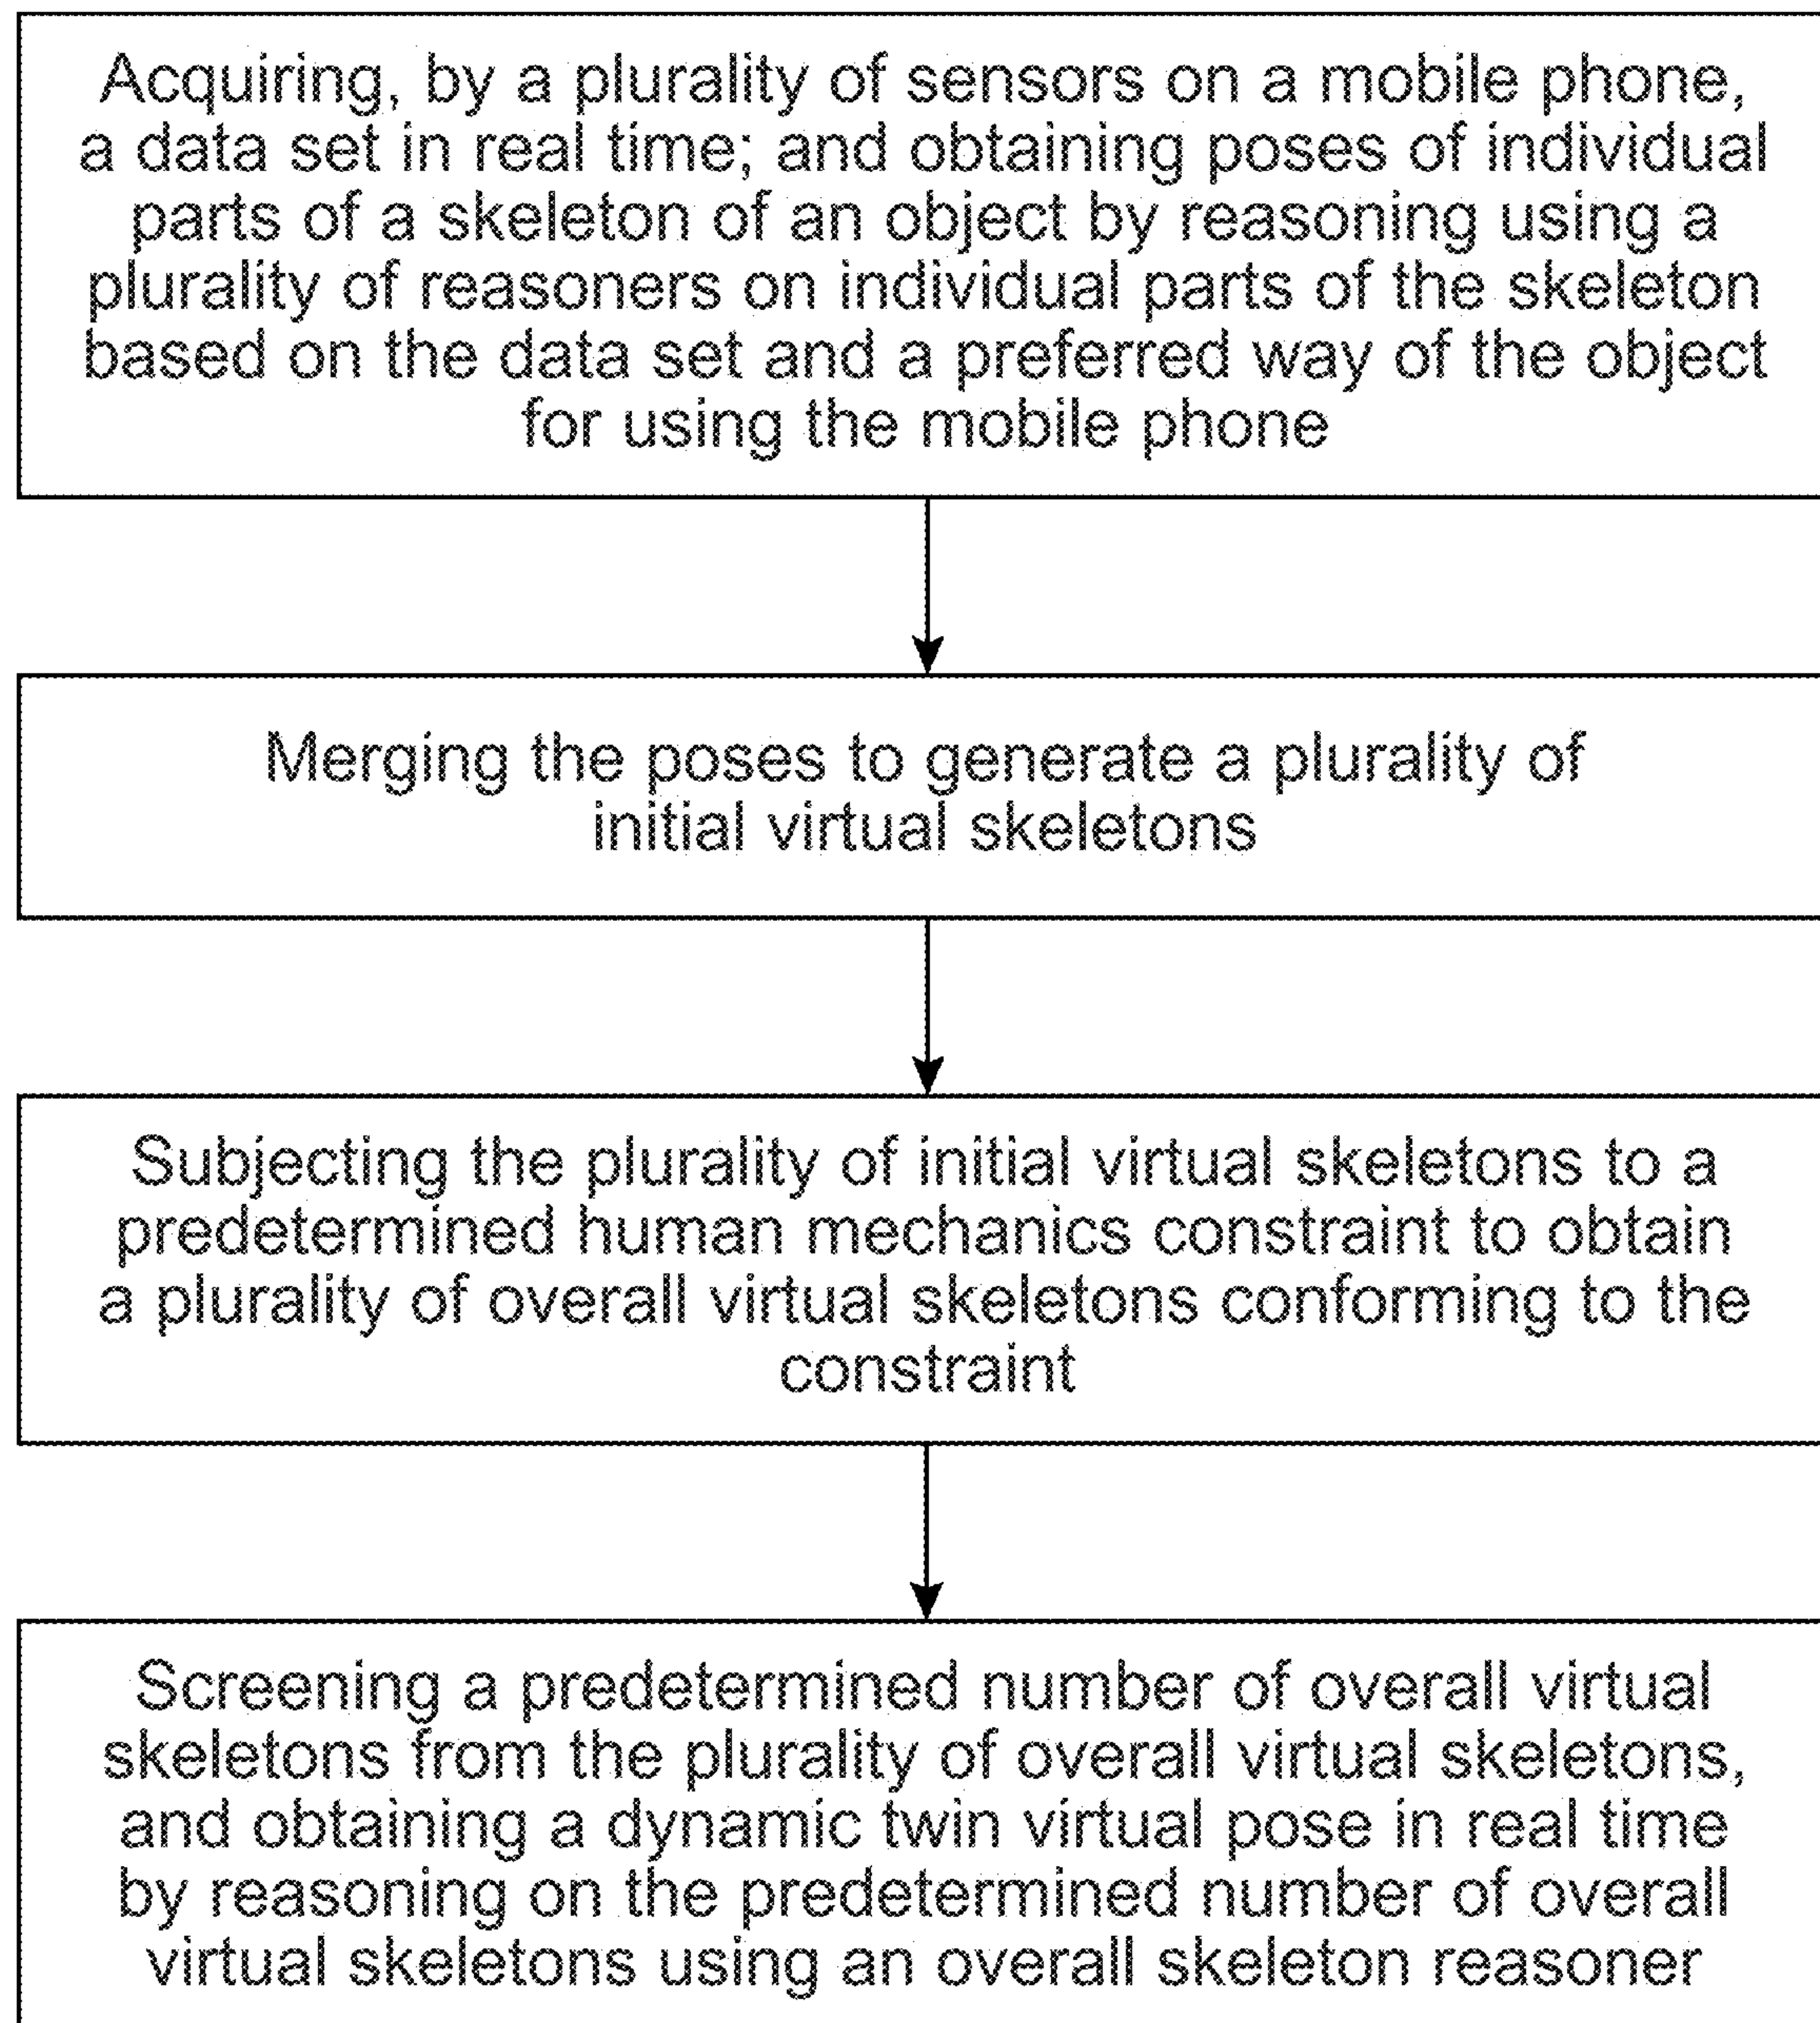 Acquiring, by a plurality of sensors on a mobile phone,
a data set in real time; and obtaining poses of individual
parts of a skeleton of an object by reasoning using a
plurality of reasoners on individual parts of the skeleton
based on the data set and a preferred way of the object
for using the mobile phone
Merging the poses to generate a plurality of
initial virtual skeletons
Subjecting the plurality of initial virtual skeletons to a
predetermined human mechanics constraint to obtain
a plurality of overall virtual skeletons conforming to the
constraint
Screening a predetermined number of overall virtual
skeletons from the plurality of overall virtual skeletons,
and obtaining a dynamic twin virtual pose in real time
by reasoning on the predetermined number of overall
virtual skeletons using an overall skeleton reasoner